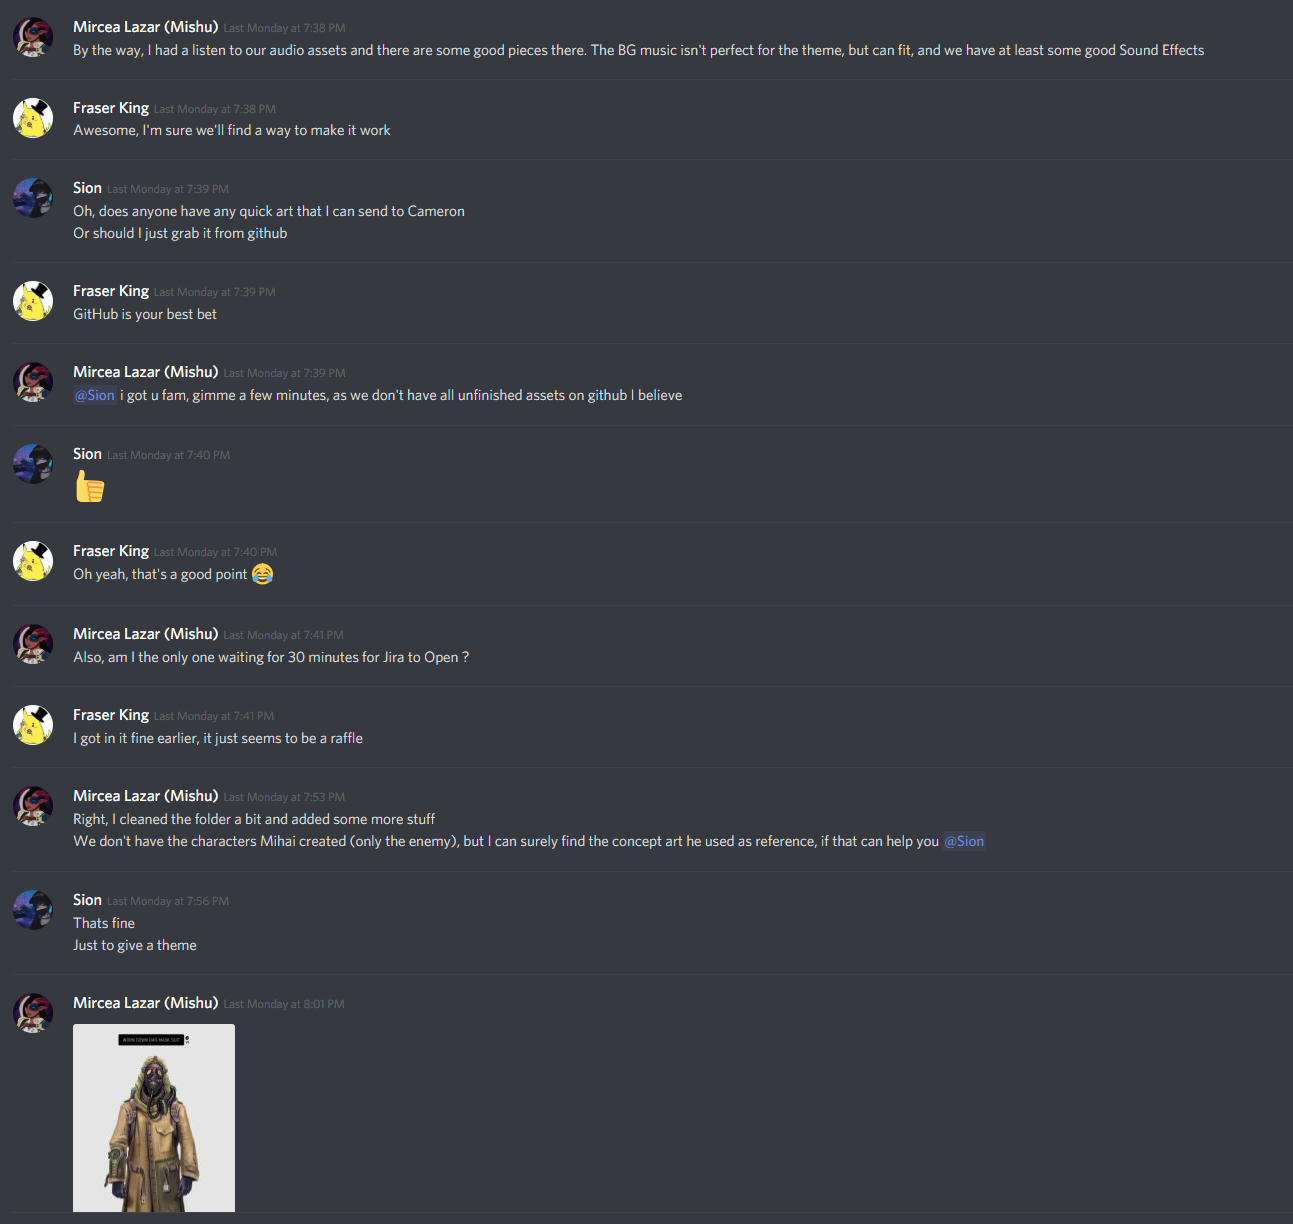 Mircea Lazar (Mishu) Last Monday at 7:38 PM
By the way, I had a listen to our audio assets and there are some good pieces there. The BG music isn't perfect for the theme, but can fit, and we have at least some good Sound Effects
Fraser King Last Monday at 7:38 PM
Awesome, I'm sure we'll find a way to make it work
Sion Last Monday at 7:39 PM
Oh, does anyone have any quick art that I can send to Cameron
Or should I just grab it from github
Fraser King Last Monday at 7:39 PM
GitHub is your best bet
Mircea Lazar (Mishu) Last Monday at 7:39 PM
@Sion i got u fam, gimme a few minutes, as we don't have all unfinished assets on github I believe
Sion Last Monday at 7:40 PM
Fraser King Last Monday at 7:40 PM
Oh yeah, that's a good point 😂
Mircea Lazar (Mishu) Last Monday at 7:41 PM
Also, am I the only one waiting for 30 minutes for Jira to Open ?
Fraser King Last Monday at 7:41 PM
I got in it fine earlier, it just seems to be a raffle
Mircea Lazar (Mishu) Last Monday at 7:53 PM
Right, I cleaned the folder a bit and added some more stuff
We don't have the characters Mihai created (only the enemy), but I can surely find the concept art he used as reference, if that can help you @Sion
Sion Last Monday at 7:56 PM
Thats fine
Just to give a theme
Mircea Lazar (Mishu) Last Monday at 8:01 PM
WORN DOWN GAS MASK SUIT